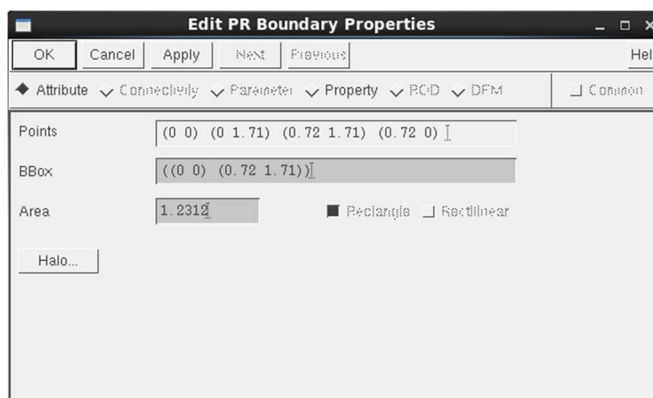 Edit PR Boundary Properties
OK Cancel Apply Next Previous Hel
Attribute Connectivity Parameter Property ROD DFM Common
Points (0 0) (0 1.71) (0.72 1.71) (0.72 0)
BBox ((0 0) (0.72 1.71))
Area 1.2312 Rectangle Rectilinear
Halo...